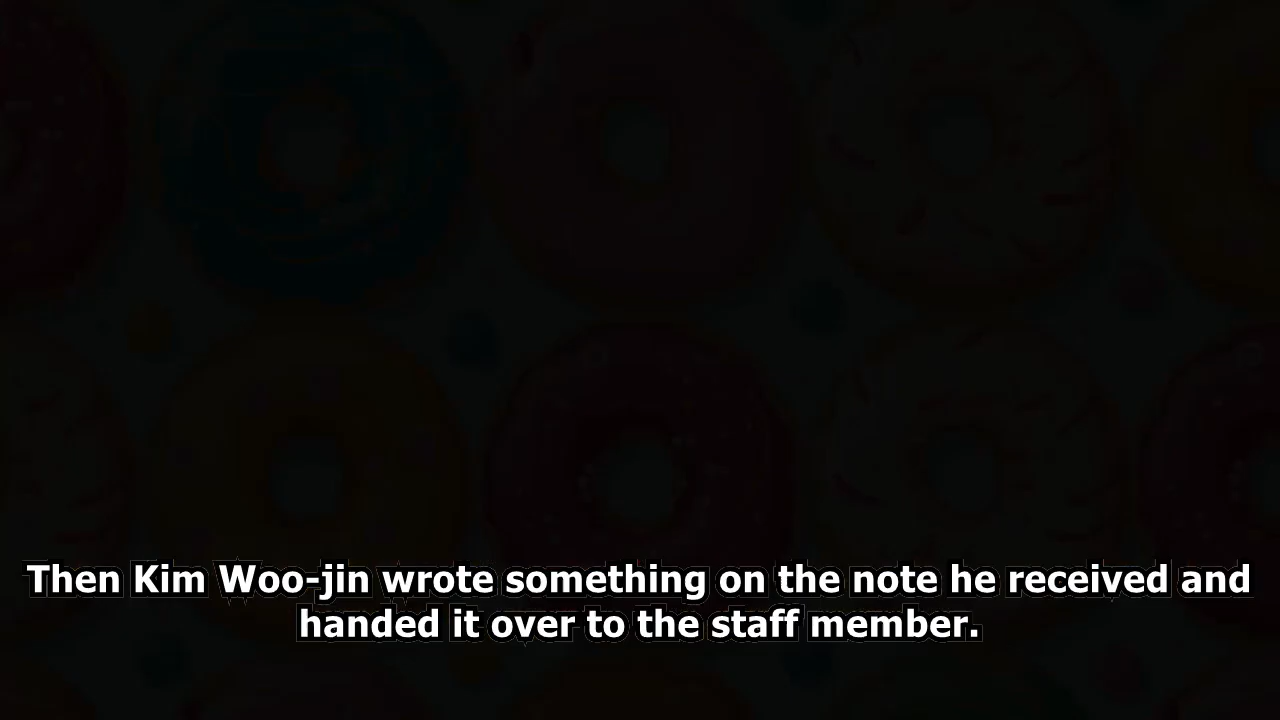 Then Kim Woo-jin wrote something on the note he received and
handed it over to the staff member.